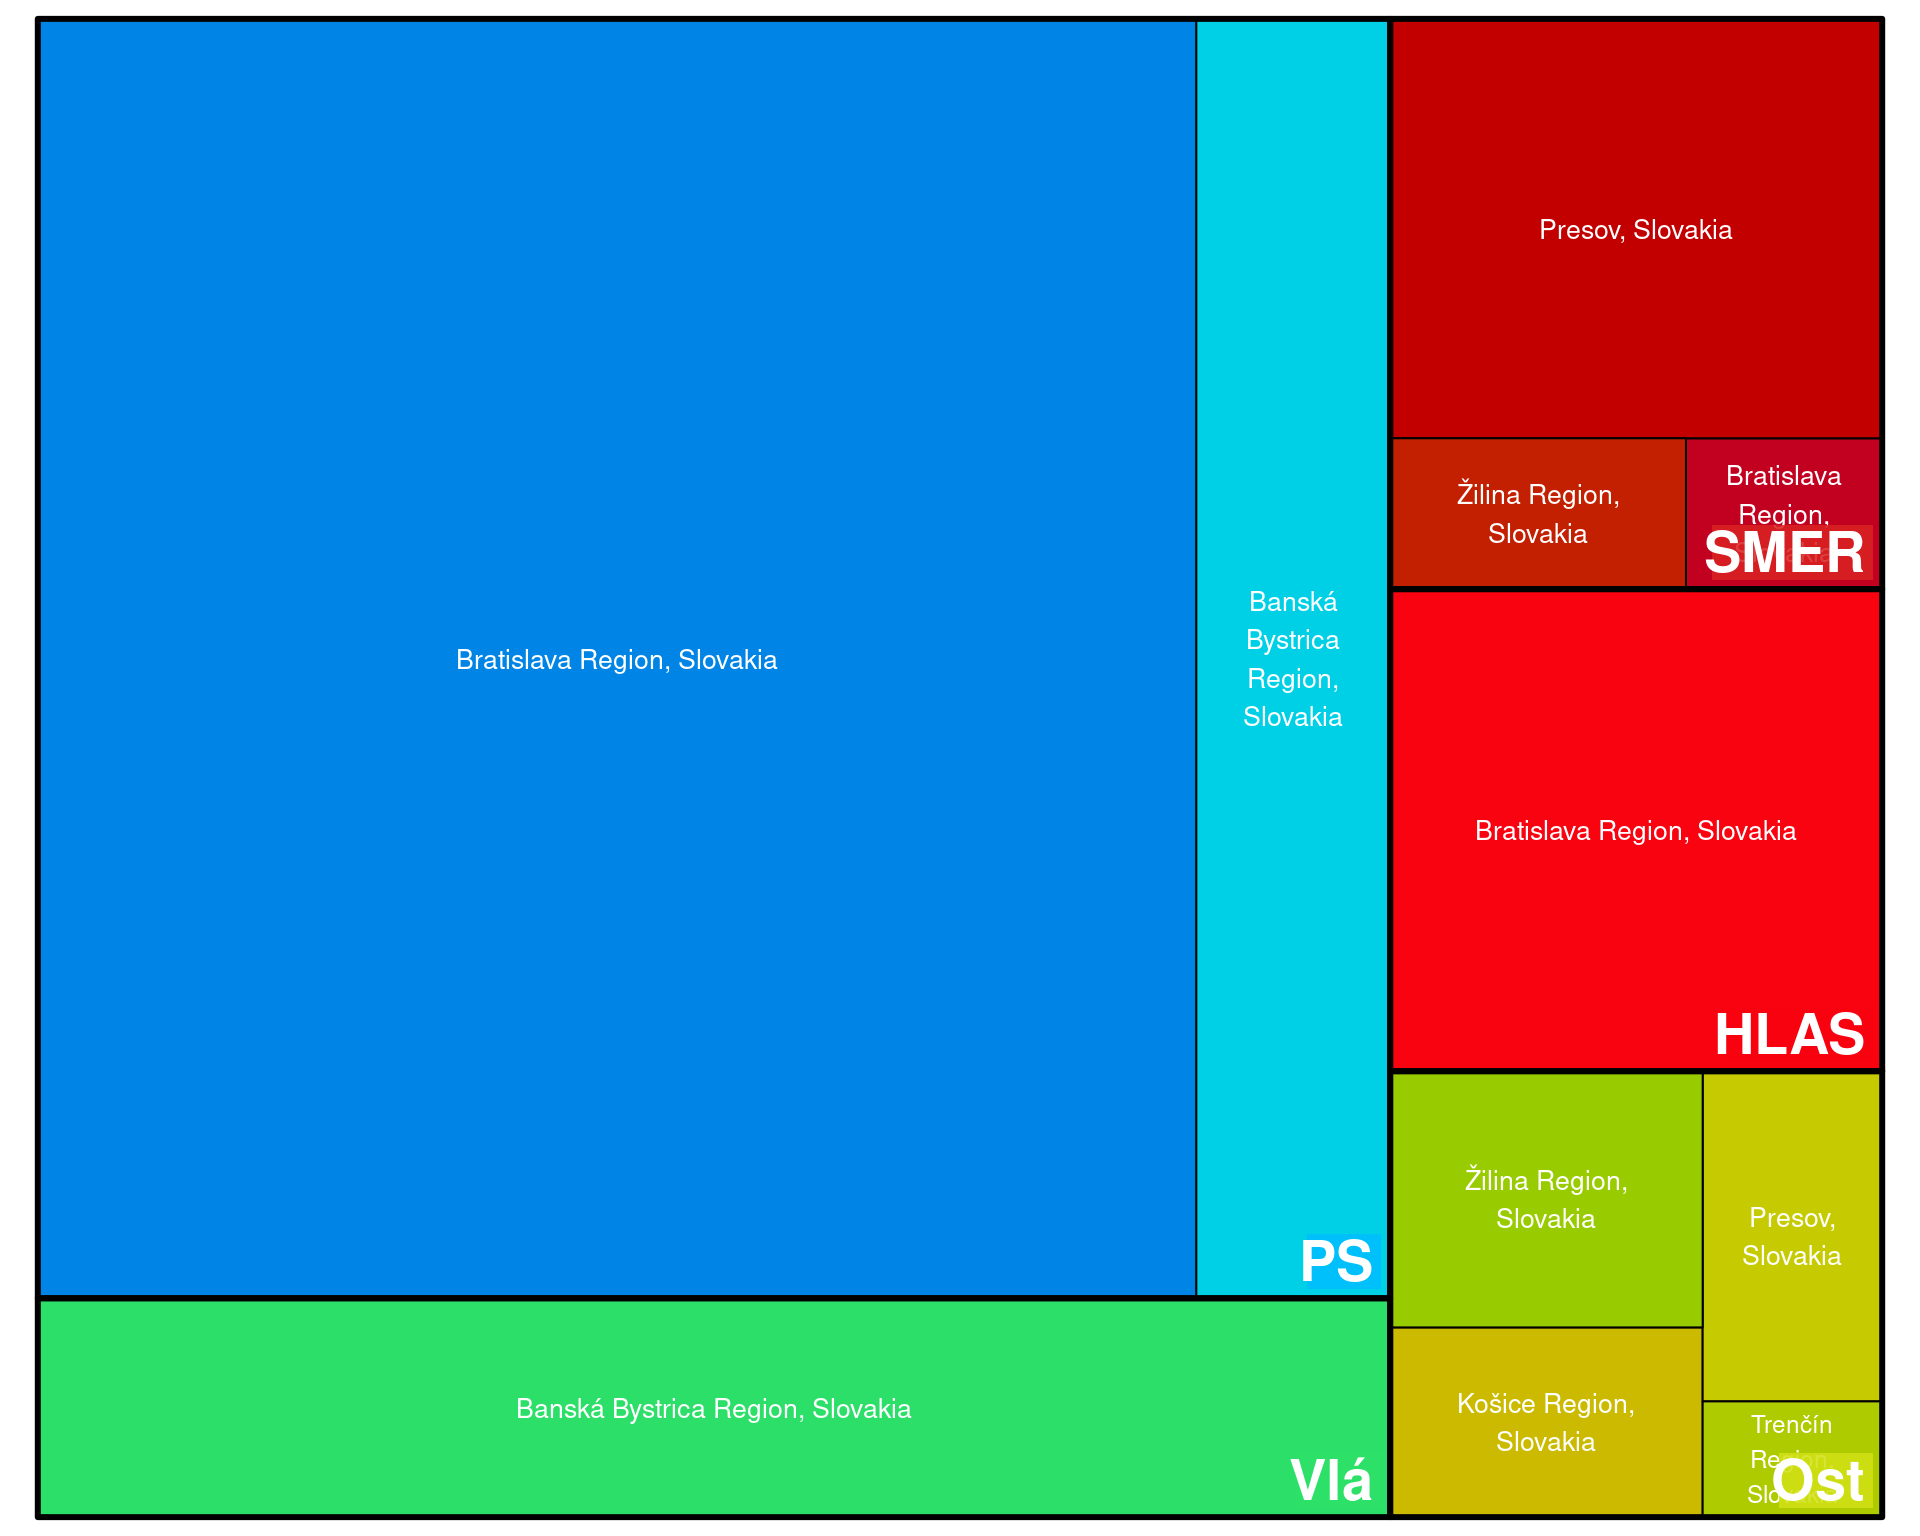 Bratislava Region, Slovakia
Banská
Bystrica
Region,
Slovakia
PS
Banská Bystrica Region, Slovakia
Vlá
Presov, Slovakia
Žilina Region,
Slovakia
Bratislava
Region,
SMER
Bratislava Region, Slovakia
HLAS
Žilina Region,
Slovakia
Presov,
Slovakia
Košice Region,
Slovakia
Trenčín
Region,
Ost